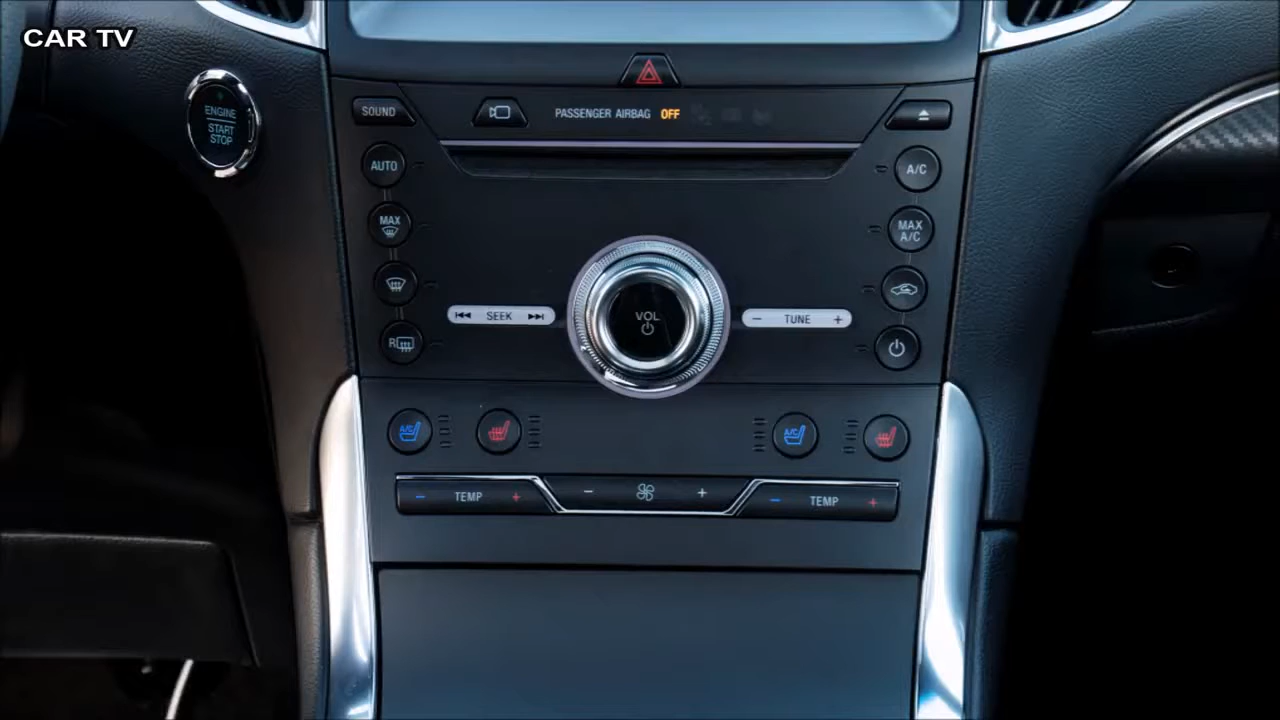 CAR TV
ENGINE
START
STOP
SOUND
PASSENGER AIRBAG OFF
AUTO
A/C
MAX
MAX
A/C
SEEK
VOL
TUNE
R
A/C
A/C
- TEMP +
- +
- TEMP +